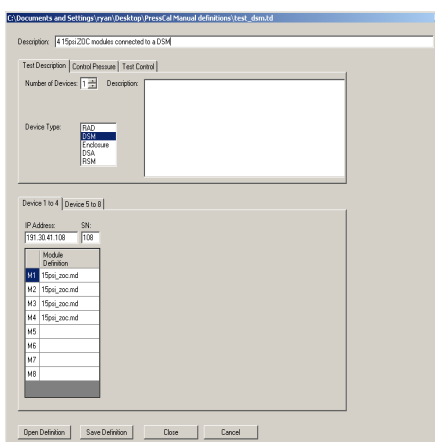 C:\Documents and Settings\ryan\Desktop\PressCal Manual definitions\test_dsm.td
Description: 4 15psi ZOC modules connected to a DSM
Test Description Control Pressure Test Control
Number of Devices: 1 Description:
Device Type:
RAD
DSM
Enclosure
DSA
RSM
Device 1 to 4 Device 5 to 8
IP Address: SN:
191.30.41.108 108
Module
Definition
M1 15psi_zoc.md
M2 15psi_zoc.md
M3 15psi_zoc.md
M4 15psi_zoc.md
M5
M6
M7
M8
Open Definition Save Definition Close Cancel